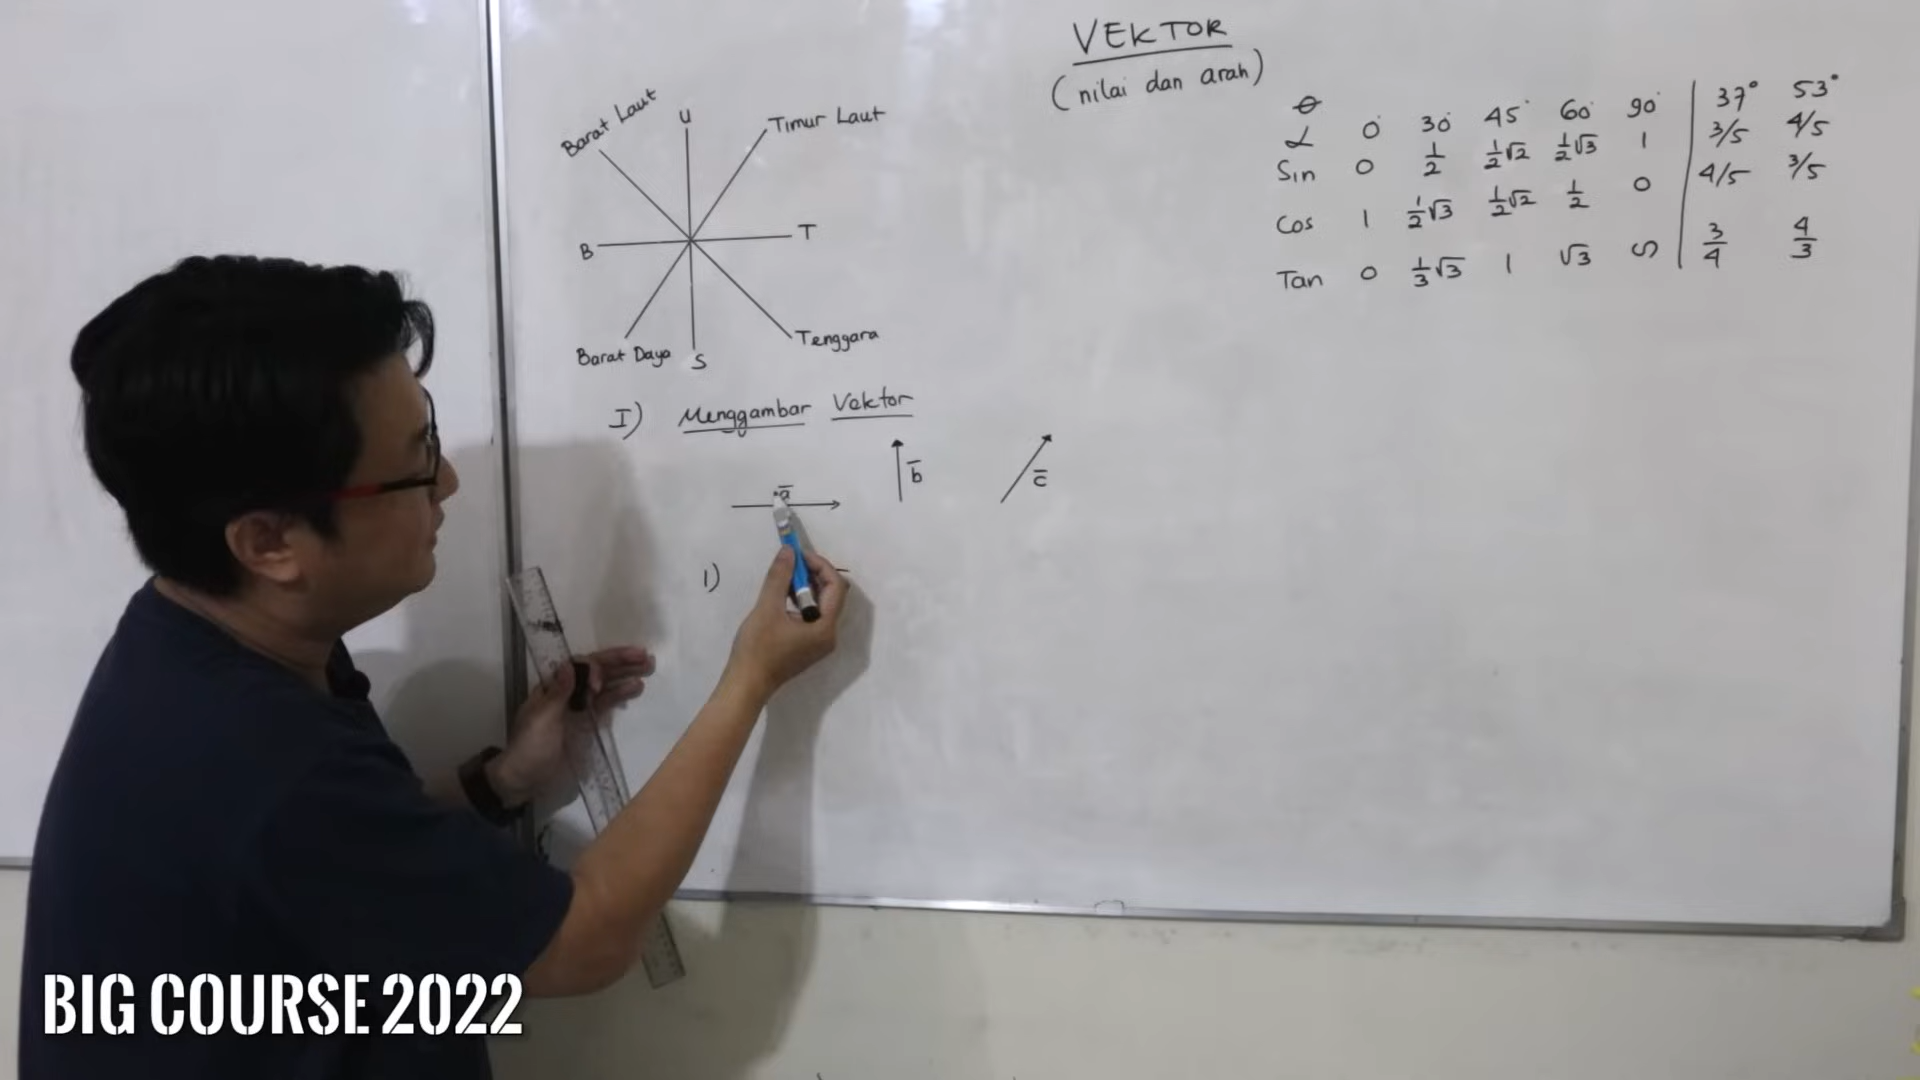 VEKTOR
(nilai dan arah)
U
Barat Laut
Timur Laut
B
T
Barat Daya
S
Tenggara
θ
α 0° 30° 45° 60° 90° 37° 53°
Sin 0 1/2 1/2√2 1/2√3 1 3/5 4/5
Cos 1 1/2√3 1/2√2 1/2 0 4/5 3/5
Tan 0 1/3√3 1 √3 ∽ 3/4 4/3
I) Menggambar Vektor
a̅
b̅
c̅
1)
BIG COURSE 2022